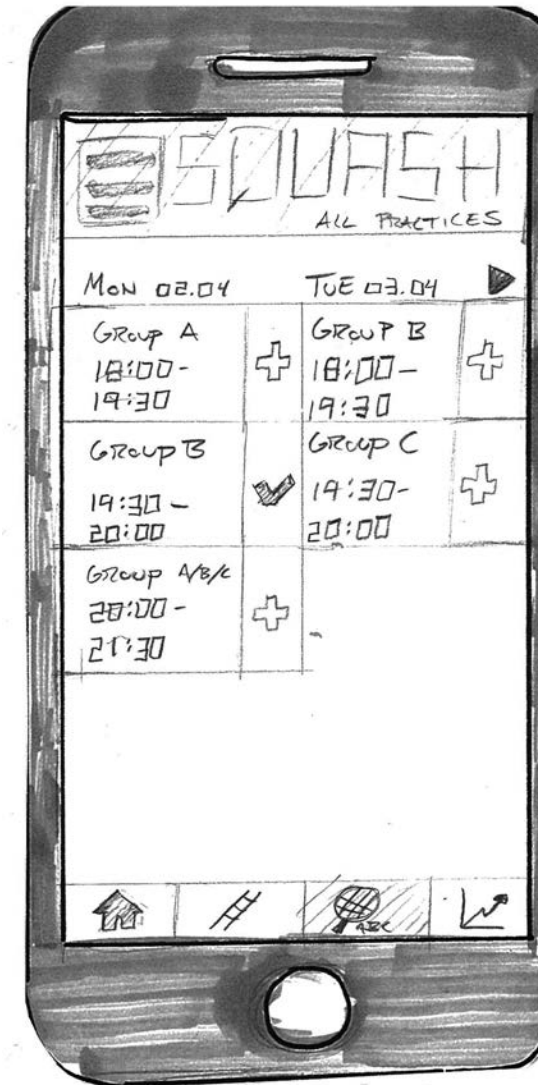 SQUASH
ALL PRACTICES
MON 02.04 TUE 03.04
GROUP A
18:00-
19:30
GROUP B
18:00-
19:30
GROUP B
19:30-
20:00
GROUP C
19:30-
20:00
GROUP A/B/C
20:00-
21:30
ABC